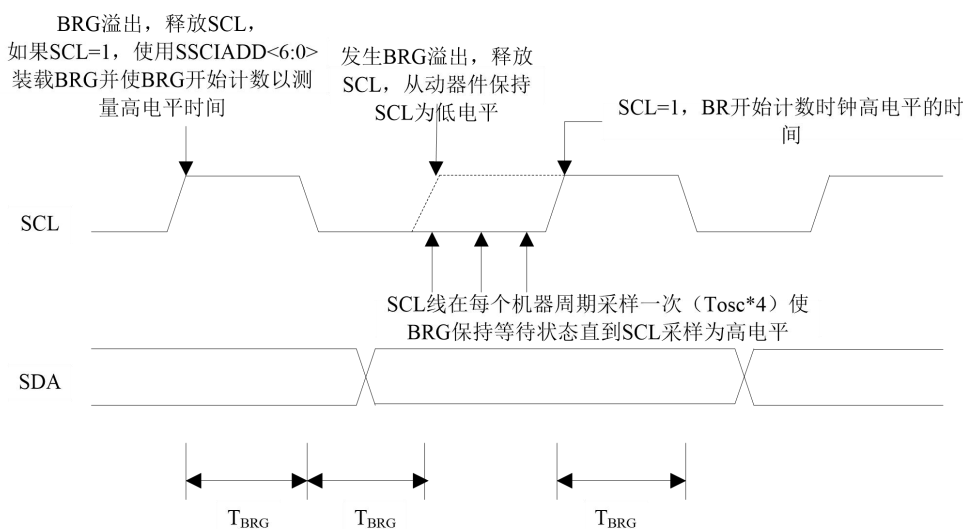 BRG溢出，释放SCL，
如果SCL=1，使用SSCIADD<6:0>
装载BRG并使BRG开始计数以测
量高电平时间
发生BRG溢出，释放
SCL，从动器件保持
SCL为低电平
SCL=1，BR开始计数时钟高电平的时
间
SCL
SCL线在每个机器周期采样一次（Tosc*4）使
BRG保持等待状态直到SCL采样为高电平
SDA
TBRG
TBRG
TBRG